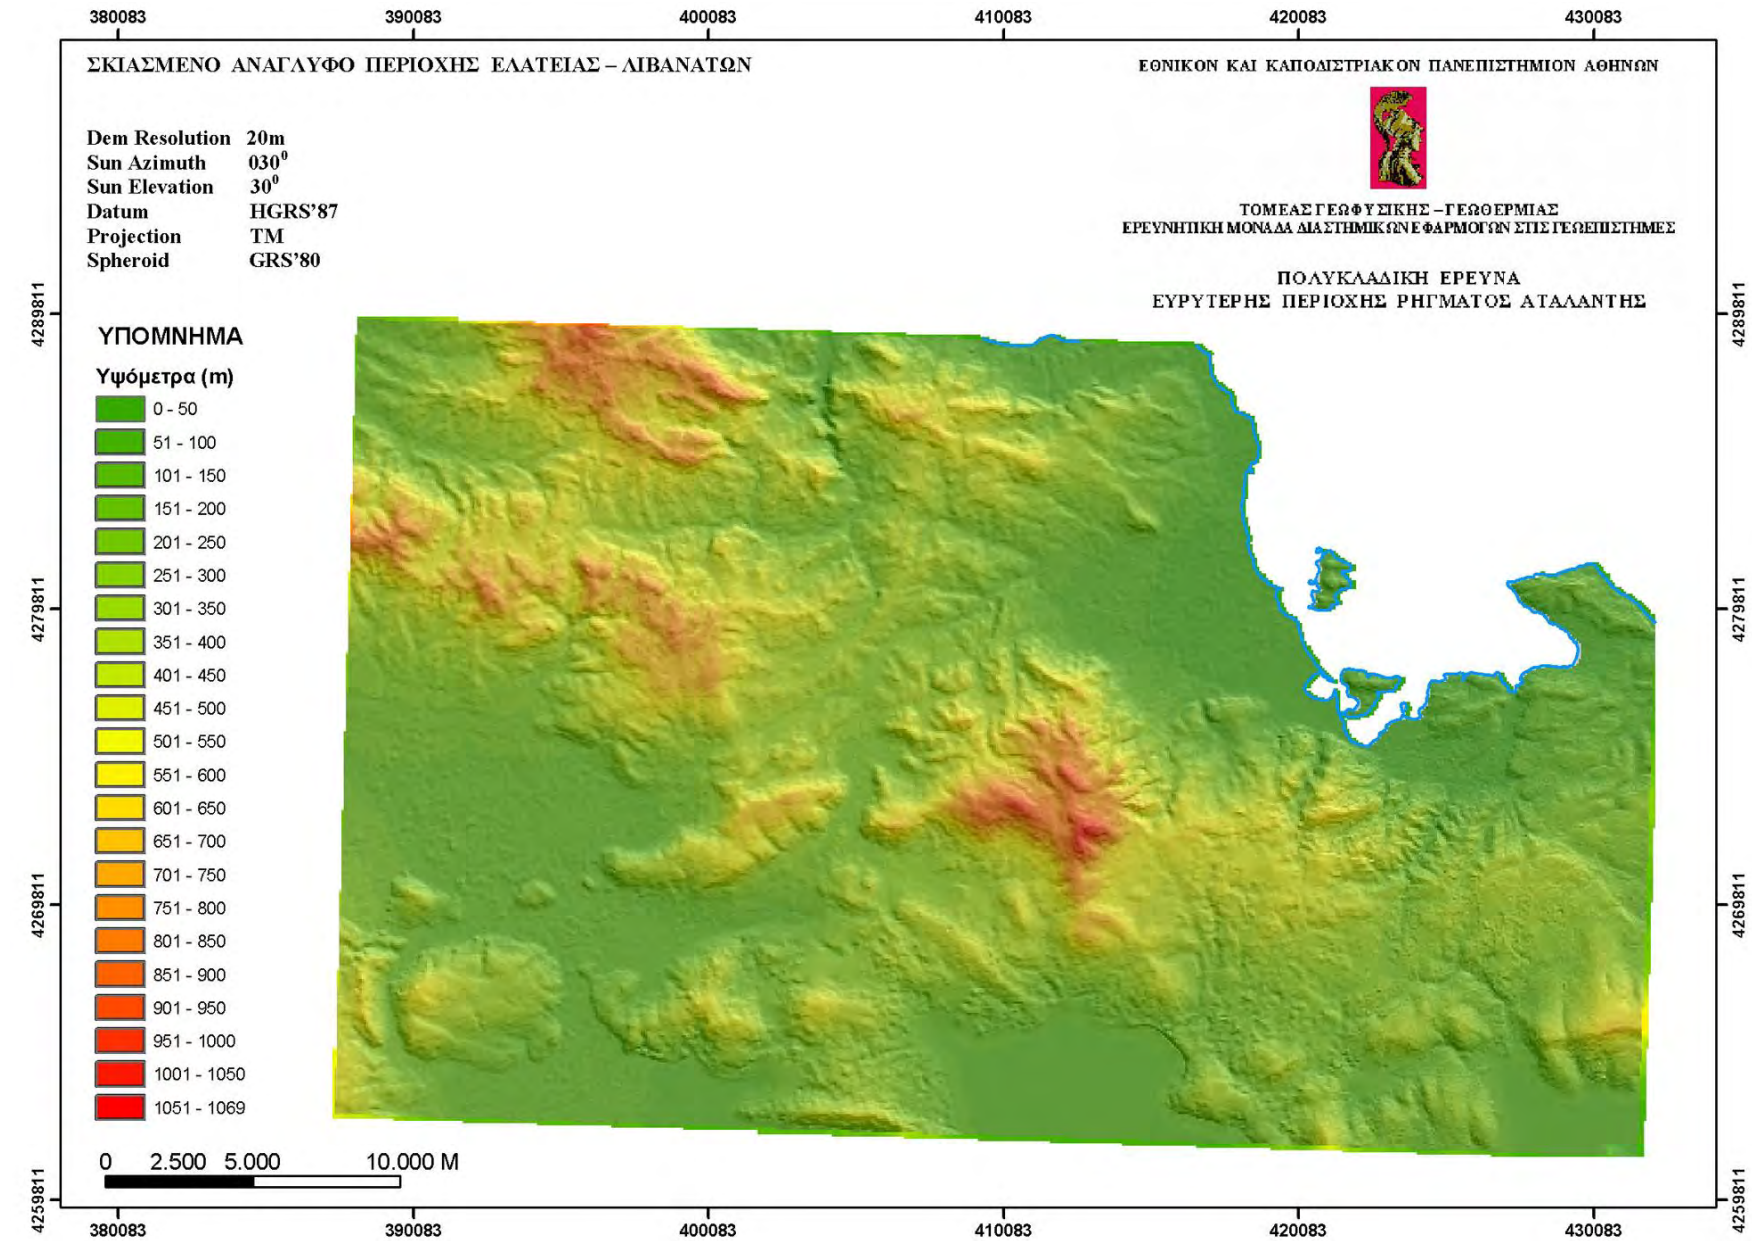 380083 390083 400083 410083 420083 430083
ΣΚΙΑΣΜΕΝΟ ΑΝΑΓΛΥΦΟ ΠΕΡΙΟΧΗΣ ΕΛΑΤΕΙΑΣ – ΛΙΒΑΝΑΤΩΝ
ΕΘΝΙΚΟΝ ΚΑΙ ΚΑΠΟΔΙΣΤΡΙΑΚΟΝ ΠΑΝΕΠΙΣΤΗΜΙΟΝ ΑΘΗΝΩΝ
Dem Resolution 20m
Sun Azimuth 030⁰
Sun Elevation 30⁰
Datum HGRS’87
Projection TM
Spheroid GRS’80
ΤΟΜΕΑΣ ΓΕΩΦΥΣΙΚΗΣ – ΓΕΩΘΕΡΜΙΑΣ
ΕΡΕΥΝΗΤΙΚΗ ΜΟΝΑΔΑ ΔΙΑΣΤΗΜΙΚΩΝ ΕΦΑΡΜΟΓΩΝ ΣΤΙΣ ΓΕΩΕΠΙΣΤΗΜΕΣ
ΠΟΛΥΚΛΑΔΙΚΗ ΕΡΕΥΝΑ
ΕΥΡΥΤΕΡΗΣ ΠΕΡΙΟΧΗΣ ΡΗΓΜΑΤΟΣ ΑΤΑΛΑΝΤΗΣ
4289811 4289811
4279811 4279811
4269811 4269811
4259811 4259811
ΥΠΟΜΝΗΜΑ
Υψόμετρα (m)
0 - 50
51 - 100
101 - 150
151 - 200
201 - 250
251 - 300
301 - 350
351 - 400
401 - 450
451 - 500
501 - 550
551 - 600
601 - 650
651 - 700
701 - 750
751 - 800
801 - 850
851 - 900
901 - 950
951 - 1000
1001 - 1050
1051 - 1069
0 2.500 5.000 10.000 M
380083 390083 400083 410083 420083 430083